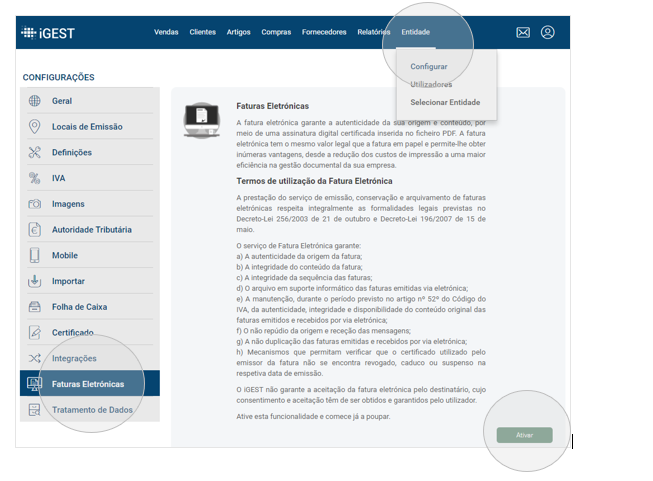 iGEST
Vendas Clientes Artigos Compras Fornecedores Relatórios Entidade
Configurar
Utilizadores
Selecionar Entidade
CONFIGURAÇÕES
Geral
Locais de Emissão
Definições
IVA
Imagens
Autoridade Tributária
Mobile
Importar
Folha de Caixa
Certificado
Integrações
Faturas Eletrónicas
Tratamento de Dados
Faturas Eletrónicas
A fatura eletrónica garante a autenticidade da sua origem e conteúdo, por
meio de uma assinatura digital certificada inserida no ficheiro PDF. A fatura
eletrónica tem o mesmo valor legal que a fatura em papel e permite-lhe obter
inúmeras vantagens, desde a redução dos custos de impressão a uma maior
eficiência na gestão documental da sua empresa.
Termos de utilização da Fatura Eletrónica
A prestação do serviço de emissão, conservação e arquivamento de faturas
eletrónicas respeita integralmente as formalidades legais previstas no
Decreto-Lei 256/2003 de 21 de outubro e Decreto-Lei 196/2007 de 15 de
maio.
O serviço de Fatura Eletrónica garante:
a) A autenticidade da origem da fatura;
b) A integridade do conteúdo da fatura;
c) A integridade da sequência das faturas;
d) O arquivo em suporte informático das faturas emitidas via eletrónica;
e) A manutenção, durante o período previsto no artigo nº 52º do Código do
IVA, da autenticidade, integridade e disponibilidade do conteúdo original das
faturas emitidos e recebidos por via eletrónica;
f) O não repúdio da origem e receção das mensagens;
g) A não duplicação das faturas emitidas e recebidos por via eletrónica;
h) Mecanismos que permitam verificar que o certificado utilizado pelo
emissor da fatura não se encontra revogado, caduco ou suspenso na
respetiva data de emissão.
O iGEST não garante a aceitação da fatura eletrónica pelo destinatário, cujo
consentimento e aceitação têm de ser obtidos e garantidos pelo utilizador.
Ative esta funcionalidade e comece já a poupar.
Ativar